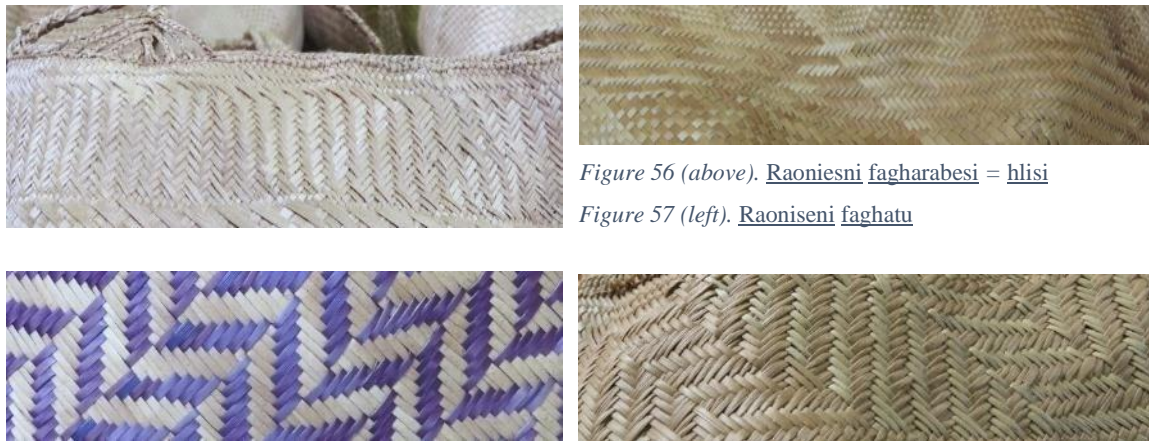 Figure 56 (above). Raoniesni fagharabesi = hlisi
Figure 57 (left). Raoniseni faghatu